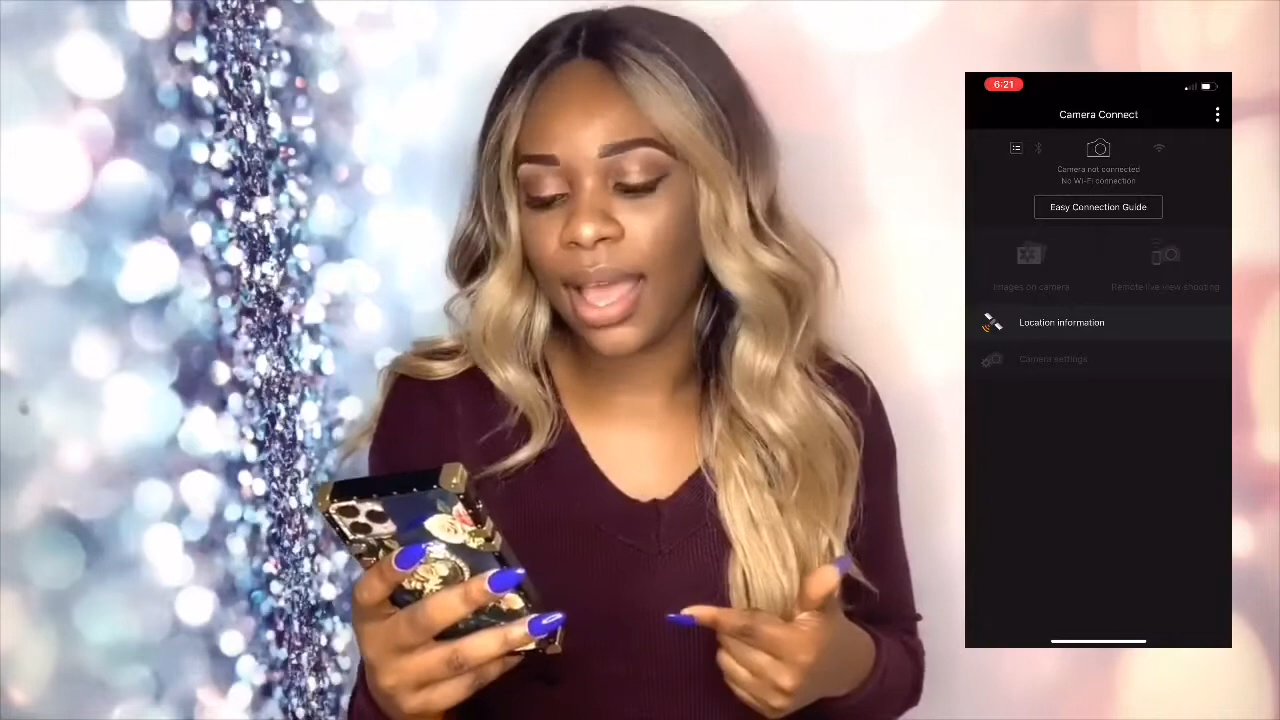 6:21
Camera Connect
Camera not connected
No Wi-Fi connection
Easy Connection Guide
Images on camera
Remote live view shooting
Location information
Camera settings